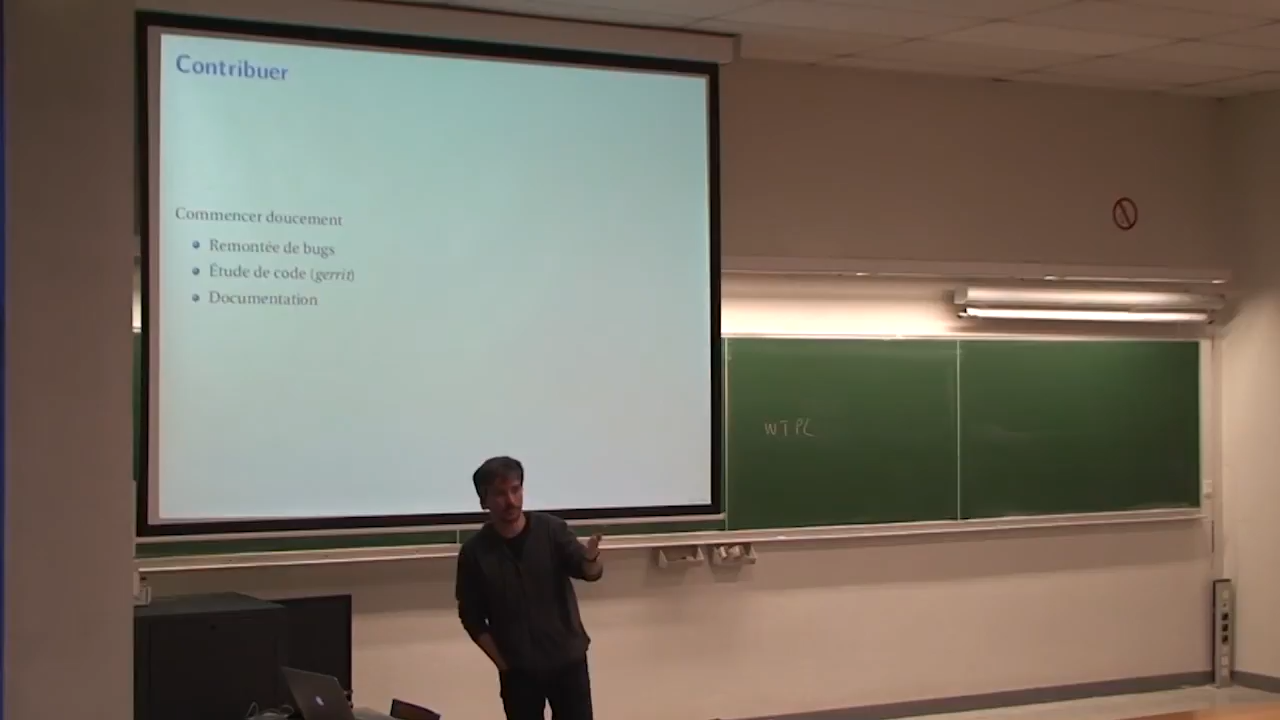 Contribuer
Commencer doucement
Remontée de bugs
Étude de code (gerrit)
Documentation
WTPC